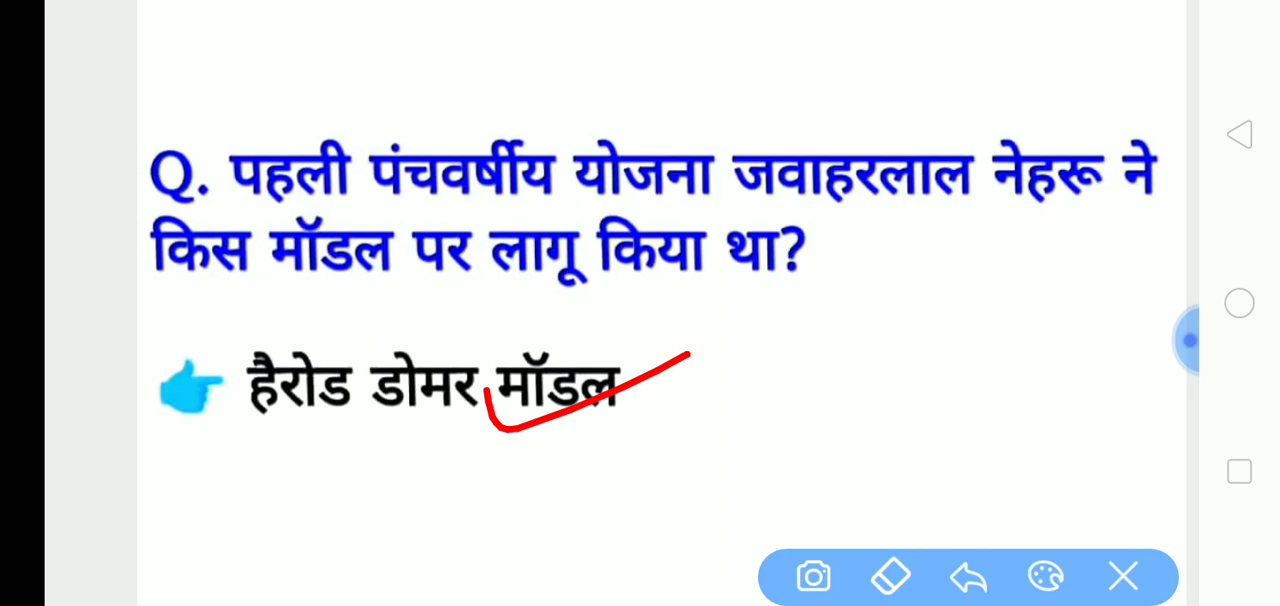 Q. पहली पंचवर्षीय योजना जवाहरलाल नेहरू ने
किस मॉडल पर लागू किया था?
👉 हैरोड डोमर मॉडल